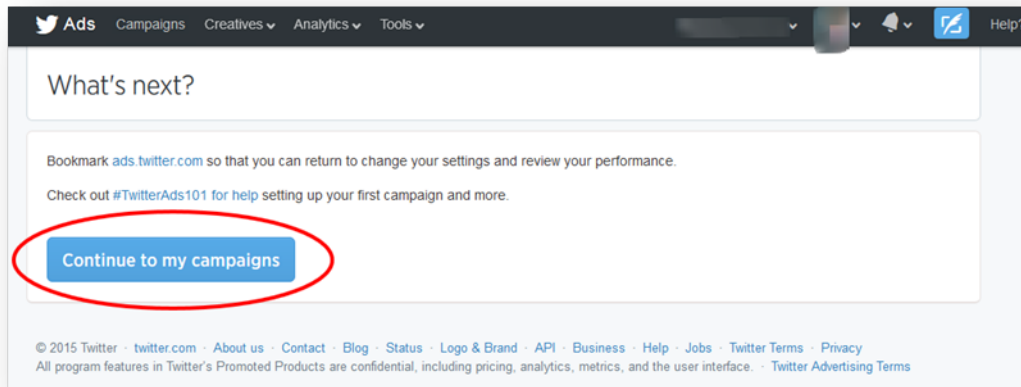 Ads Campaigns Creatives Analytics Tools Help?
What's next?
Bookmark ads.twitter.com so that you can return to change your settings and review your performance.
Check out #TwitterAds101 for help setting up your first campaign and more.
Continue to my campaigns
© 2015 Twitter · twitter.com · About us · Contact · Blog · Status · Logo & Brand · API · Business · Help · Jobs · Twitter Terms · Privacy
All program features in Twitter's Promoted Products are confidential, including pricing, analytics, metrics, and the user interface. · Twitter Advertising Terms